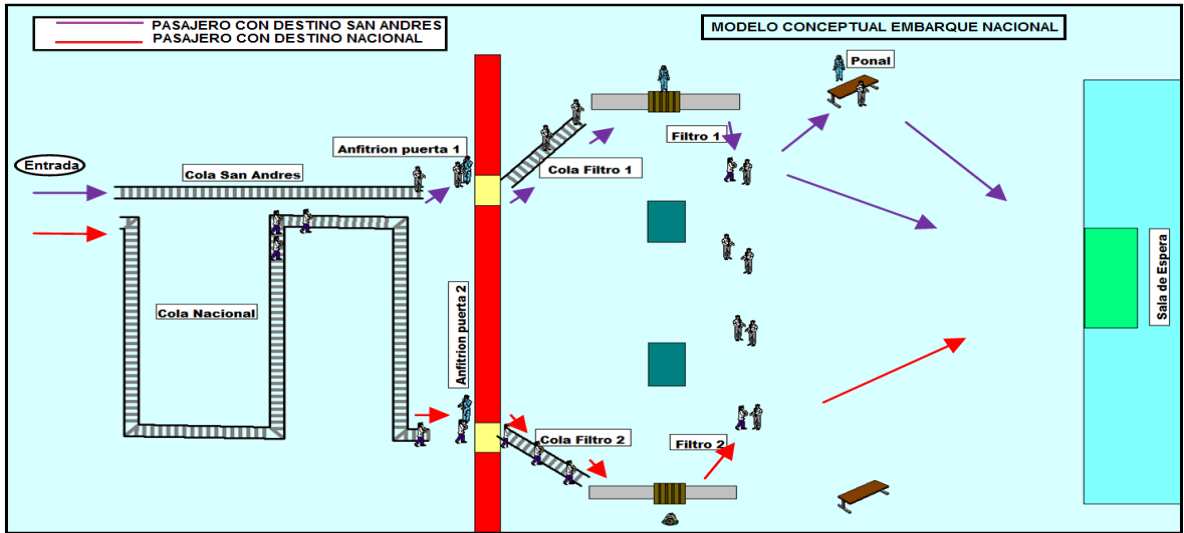 PASAJERO CON DESTINO SAN ANDRES
PASAJERO CON DESTINO NACIONAL
MODELO CONCEPTUAL EMBARQUE NACIONAL
Ponal
Filtro 1
Anfitrion puerta 1
Entrada
Cola San Andres
Cola Filtro 1
Cola Nacional
Anfitrion puerta 2
Sala de Espera
Cola Filtro 2
Filtro 2